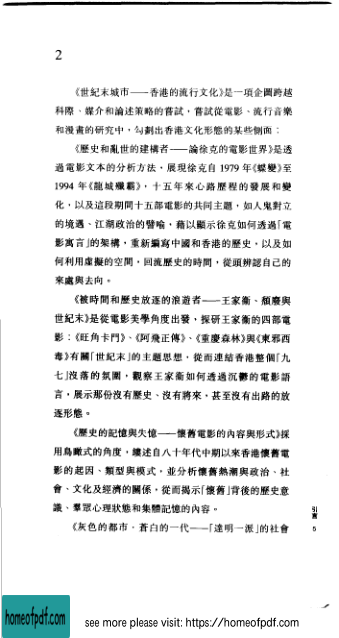 2
《世紀末城市——香港的流行文化》是一項企圖跨越
科際、媒介和論述策略的嘗試，嘗試從電影、流行音樂
和漫畫的研究中，勾劃出香港文化形態的某些側面：
《歷史和亂世的建構者——論徐克的電影世界》是透
過電影文本的分析方法，展現徐克自1979年《蝶變》至
1994年《龍城殲霸》，十五年來心路歷程的發展和變
化，以及這段期間十五部電影的共同主題，如人鬼對立
的境遇、江湖政治的譬喻，藉以顯示徐克如何透過「電
影寓言」的架構，重新編寫中國和香港的歷史，以及如
何利用虛擬的空間，回流歷史的時間，從頭辨認自己的
來處與去向。
《被時間和歷史放逐的浪遊者——王家衞、頹廢與
世紀末》是從電影美學角度出發，探研王家衞的四部電
影：《旺角卡門》、《阿飛正傳》、《重慶森林》與《東邪西
毒》有關「世紀末」的主題思想，從而連結香港整個「九
七」沒落的氛圍，觀察王家衞如何透過沉鬱的電影語
言，展示那份沒有歷史、沒有將來，甚至沒有出路的放
逐形態。
《歷史的記憶與失憶——懷舊電影的內容與形式》採
用鳥瞰式的角度，縷述自八十年代中期以來香港懷舊電
影的起因、類型與模式，並分析懷舊熱潮與政治、社
會、文化及經濟的關係，從而揭示「懷舊」背後的歷史意
識、羣眾心理狀態和集體記憶的內容。
《灰色的都市．蒼白的一代——「達明一派」的社會
引言
5
homeofpdf.com
see more please visit: https://homeofpdf.com